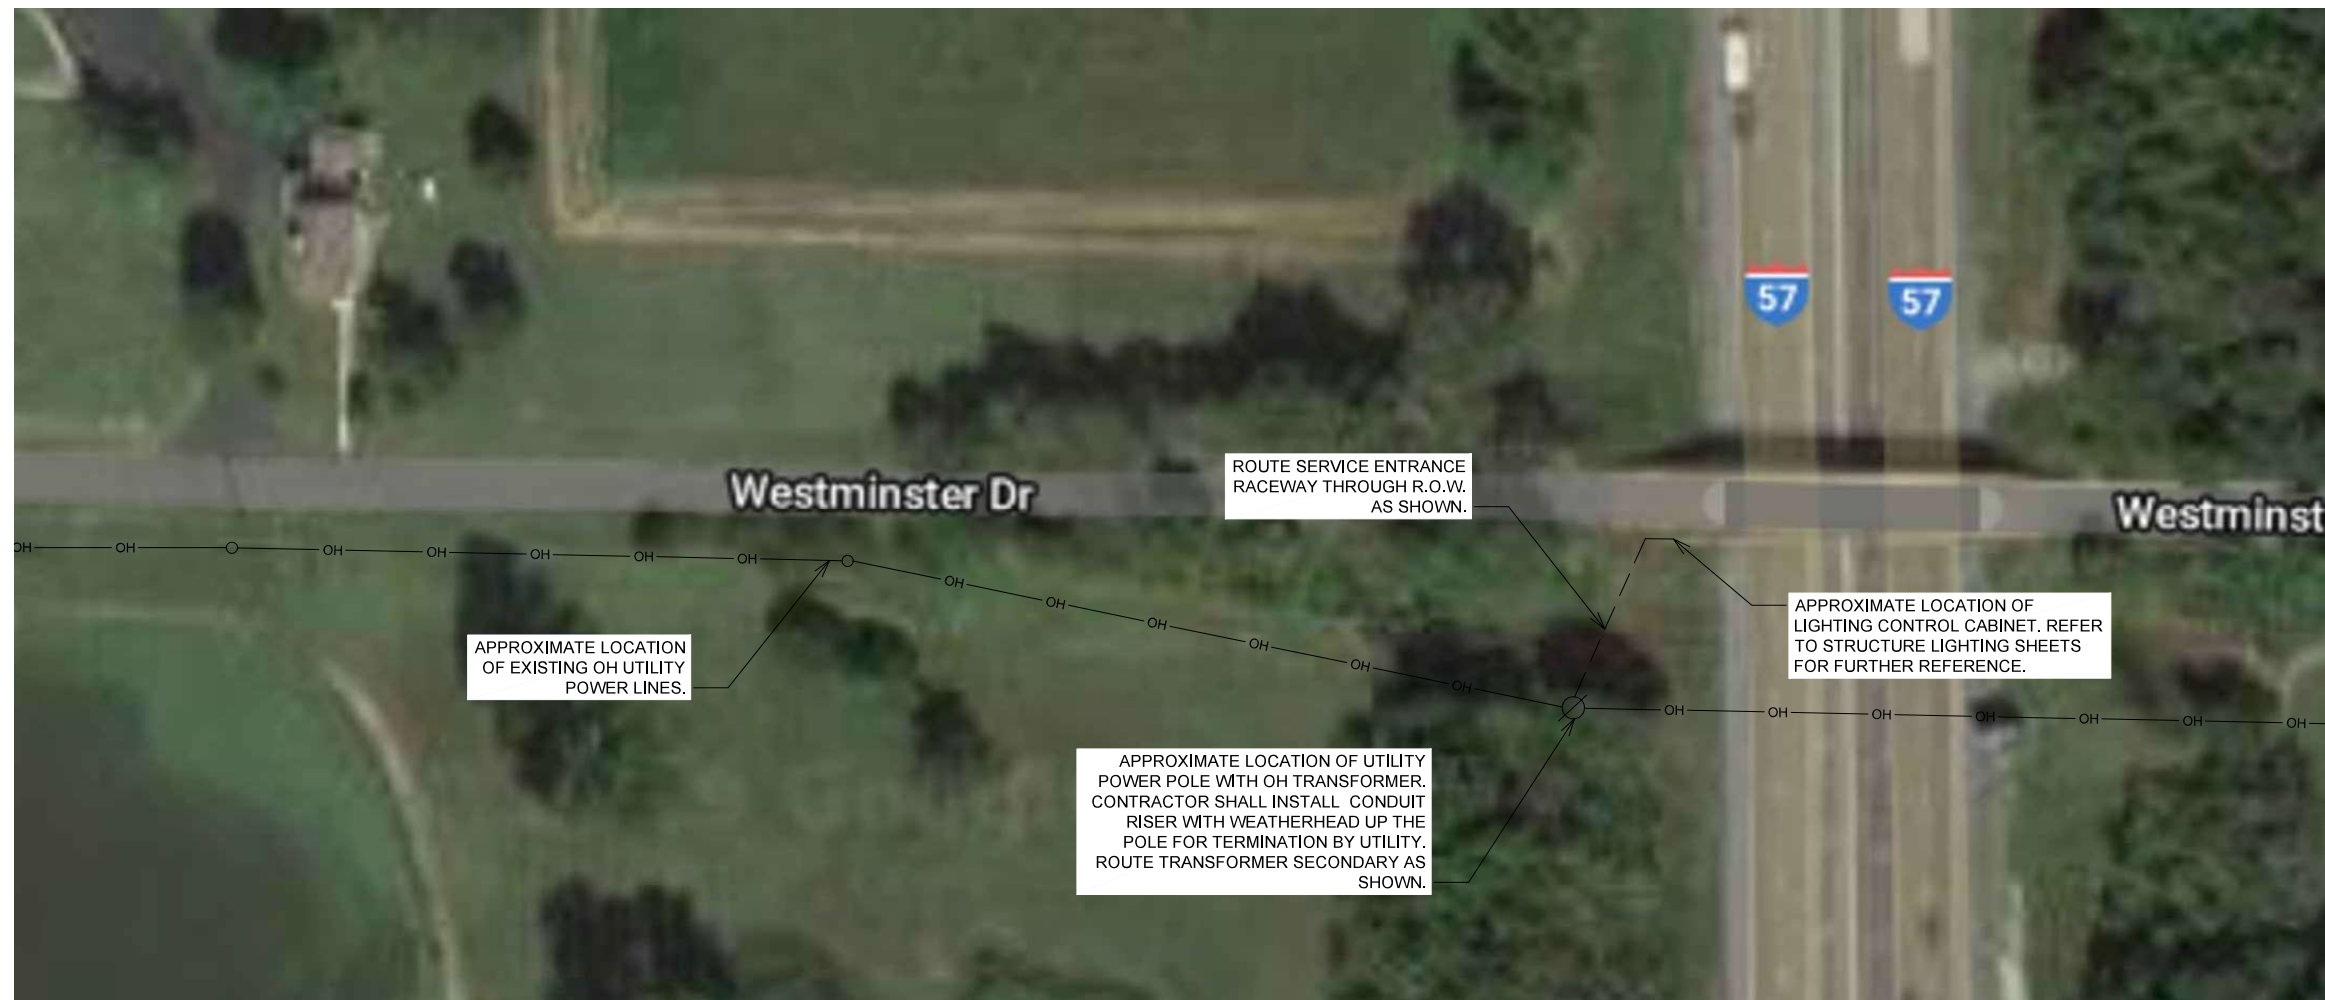 57
57
Westminster Dr
ROUTE SERVICE ENTRANCE
RACEWAY THROUGH R.O.W.
AS SHOWN.
Westminst
OH OH OH OH OH OH OH
OH OH OH OH OH OH
APPROXIMATE LOCATION
OF EXISTING OH UTILITY
POWER LINES.
APPROXIMATE LOCATION OF
LIGHTING CONTROL CABINET. REFER
TO STRUCTURE LIGHTING SHEETS
FOR FURTHER REFERENCE.
OH OH OH OH OH OH OH
APPROXIMATE LOCATION OF UTILITY
POWER POLE WITH OH TRANSFORMER.
CONTRACTOR SHALL INSTALL CONDUIT
RISER WITH WEATHERHEAD UP THE
POLE FOR TERMINATION BY UTILITY.
ROUTE TRANSFORMER SECONDARY AS
SHOWN.